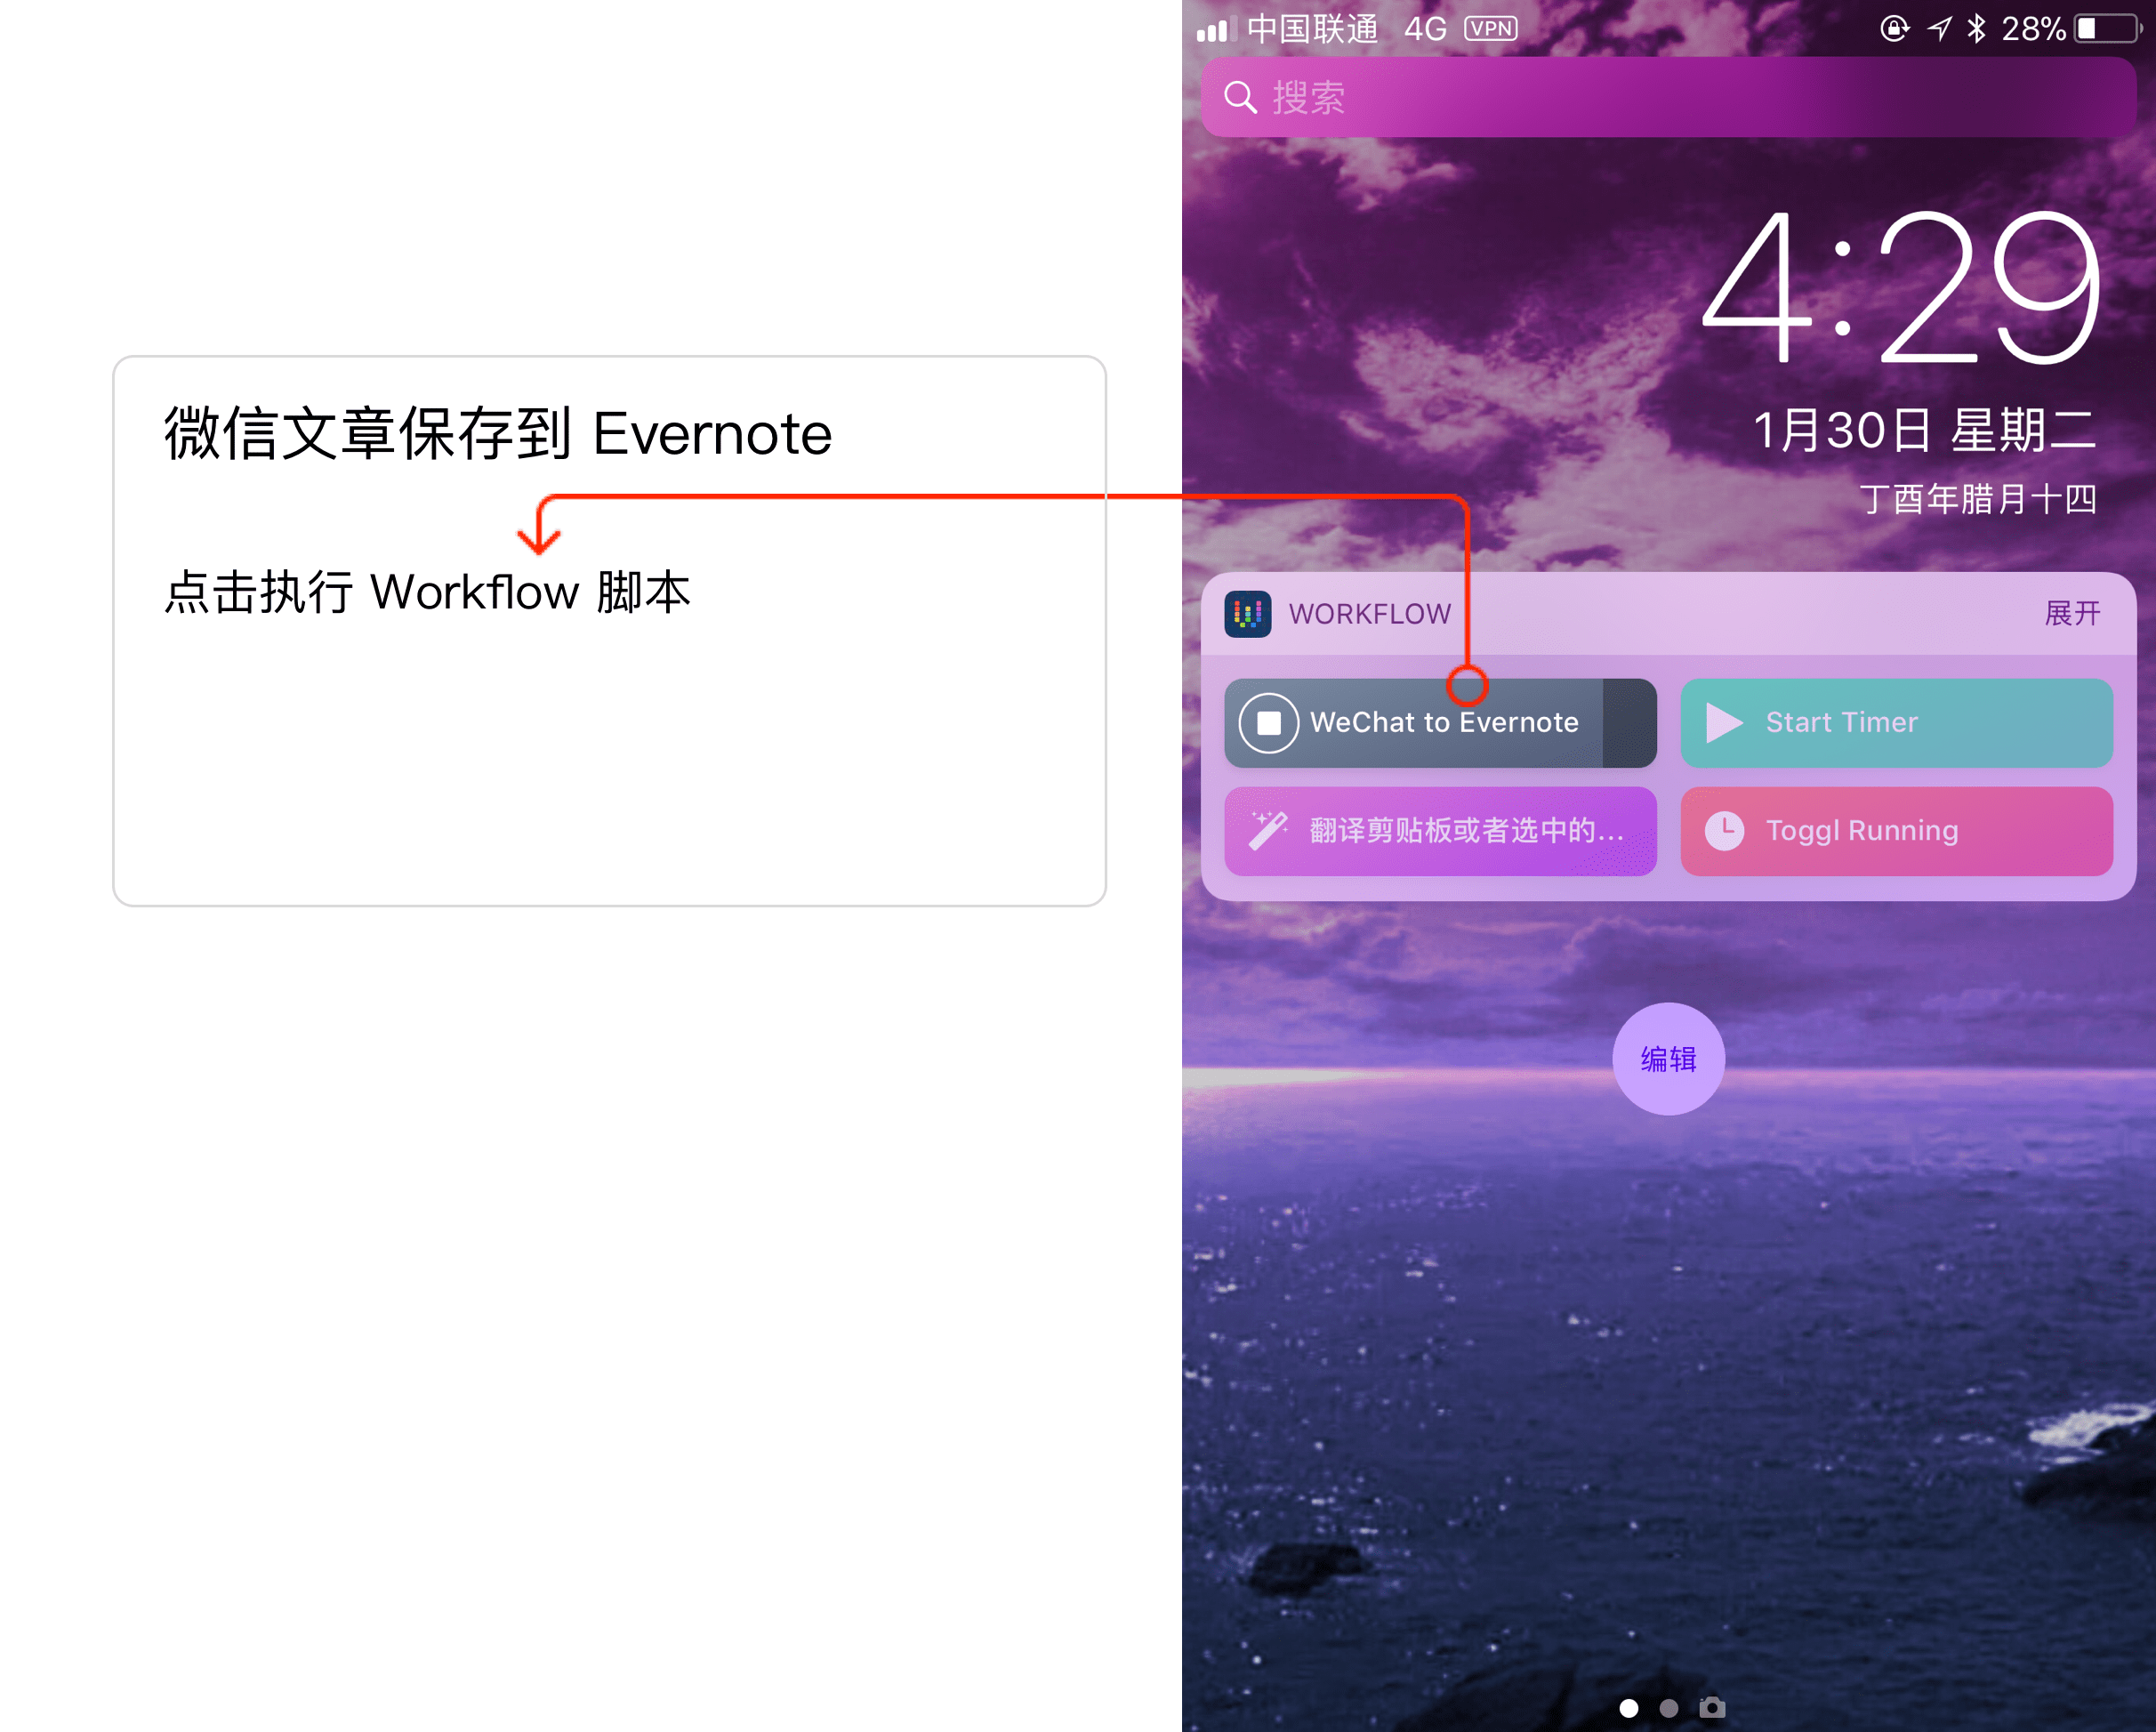 微信文章保存到 Evernote
点击执行 Workflow 脚本
中国联通 4G VPN 28%
搜索
4:29
1月30日 星期二
丁酉年腊月十四
WORKFLOW 展开
WeChat to Evernote Start Timer
翻译剪贴板或者选中的... Toggl Running
编辑